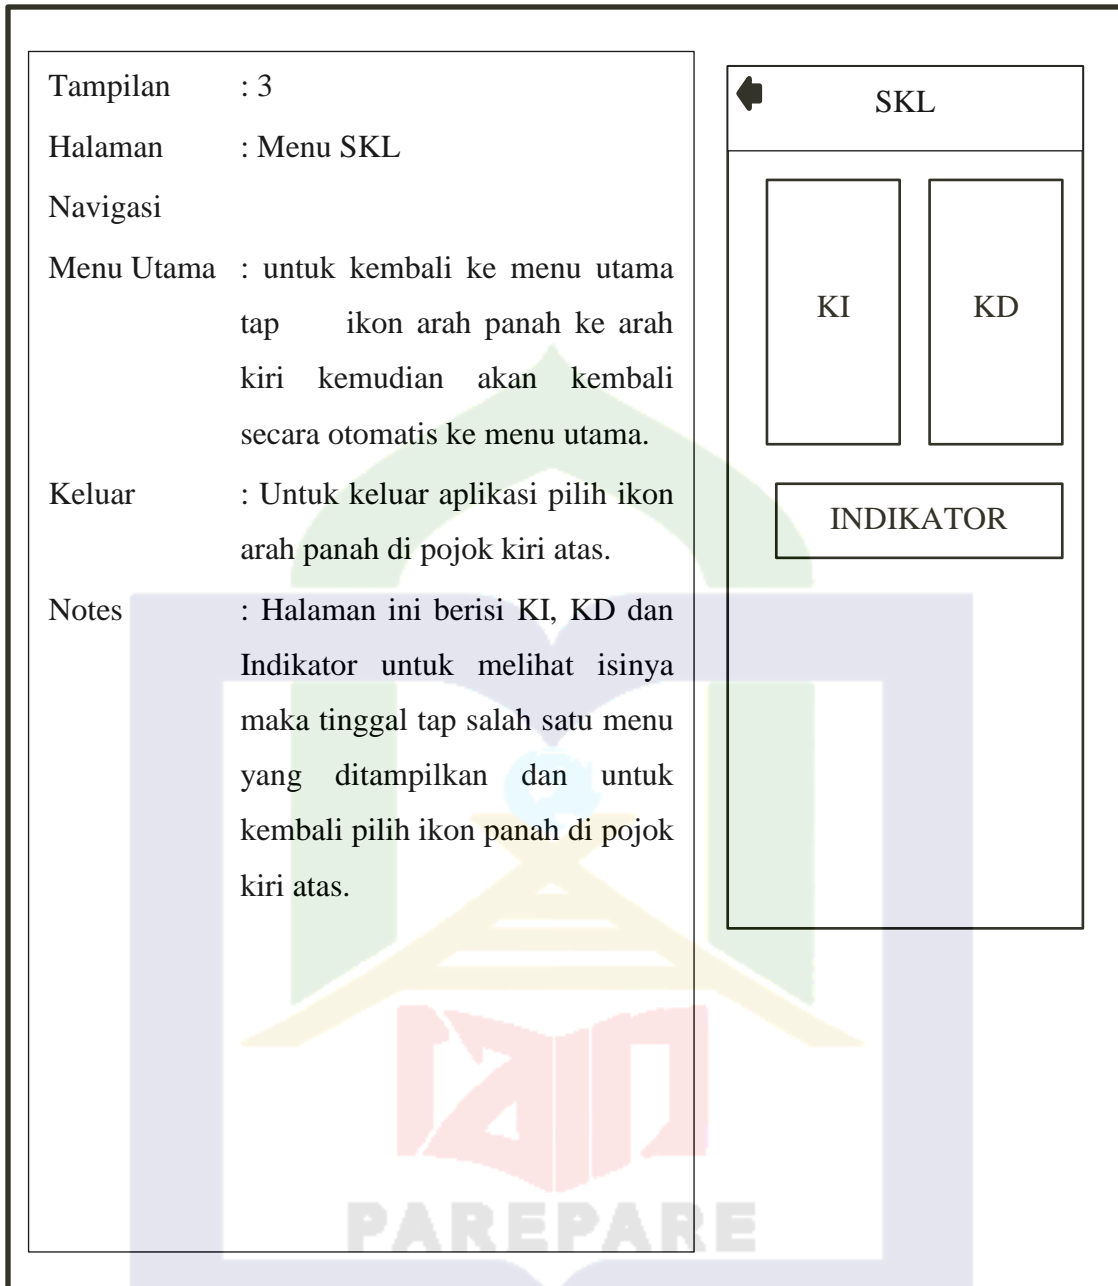 Tampilan : 3
Halaman : Menu SKL
Navigasi
Menu Utama : untuk kembali ke menu utama
tap ikon arah panah ke arah
kiri kemudian akan kembali
secara otomatis ke menu utama.
Keluar : Untuk keluar aplikasi pilih ikon
arah panah di pojok kiri atas.
Notes : Halaman ini berisi KI, KD dan
Indikator untuk melihat isinya
maka tinggal tap salah satu menu
yang ditampilkan dan untuk
kembali pilih ikon panah di pojok
kiri atas.
SKL
KI KD
INDIKATOR
iain
PAREPARE